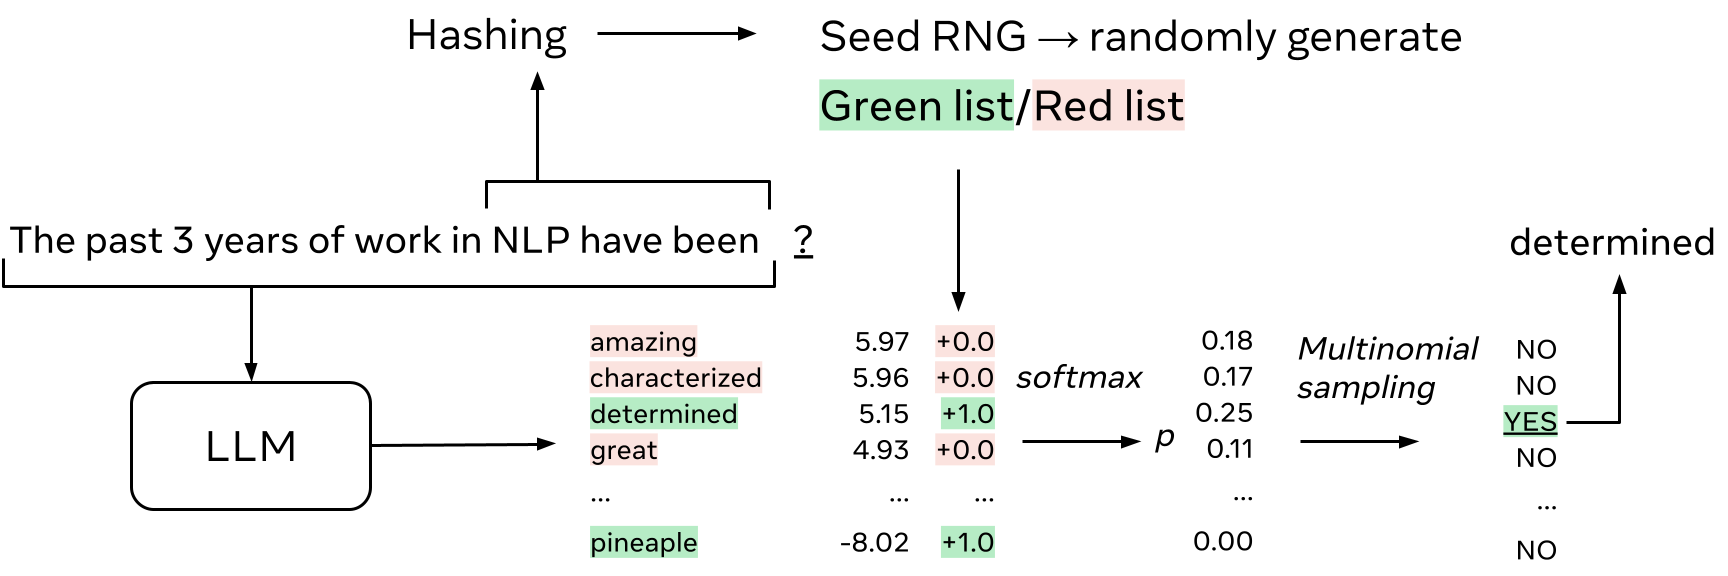 Hashing
Seed RNG → randomly generate
Green list/Red list
The past 3 years of work in NLP have been ?
determined
LLM
amazing 5.97 +0.0 0.18 NO
characterized 5.96 +0.0 0.17 NO
determined 5.15 +1.0 0.25 YES
great 4.93 +0.0 0.11 NO
... ... ... ... ...
pineaple -8.02 +1.0 0.00 NO
softmax
p
Multinomial
sampling